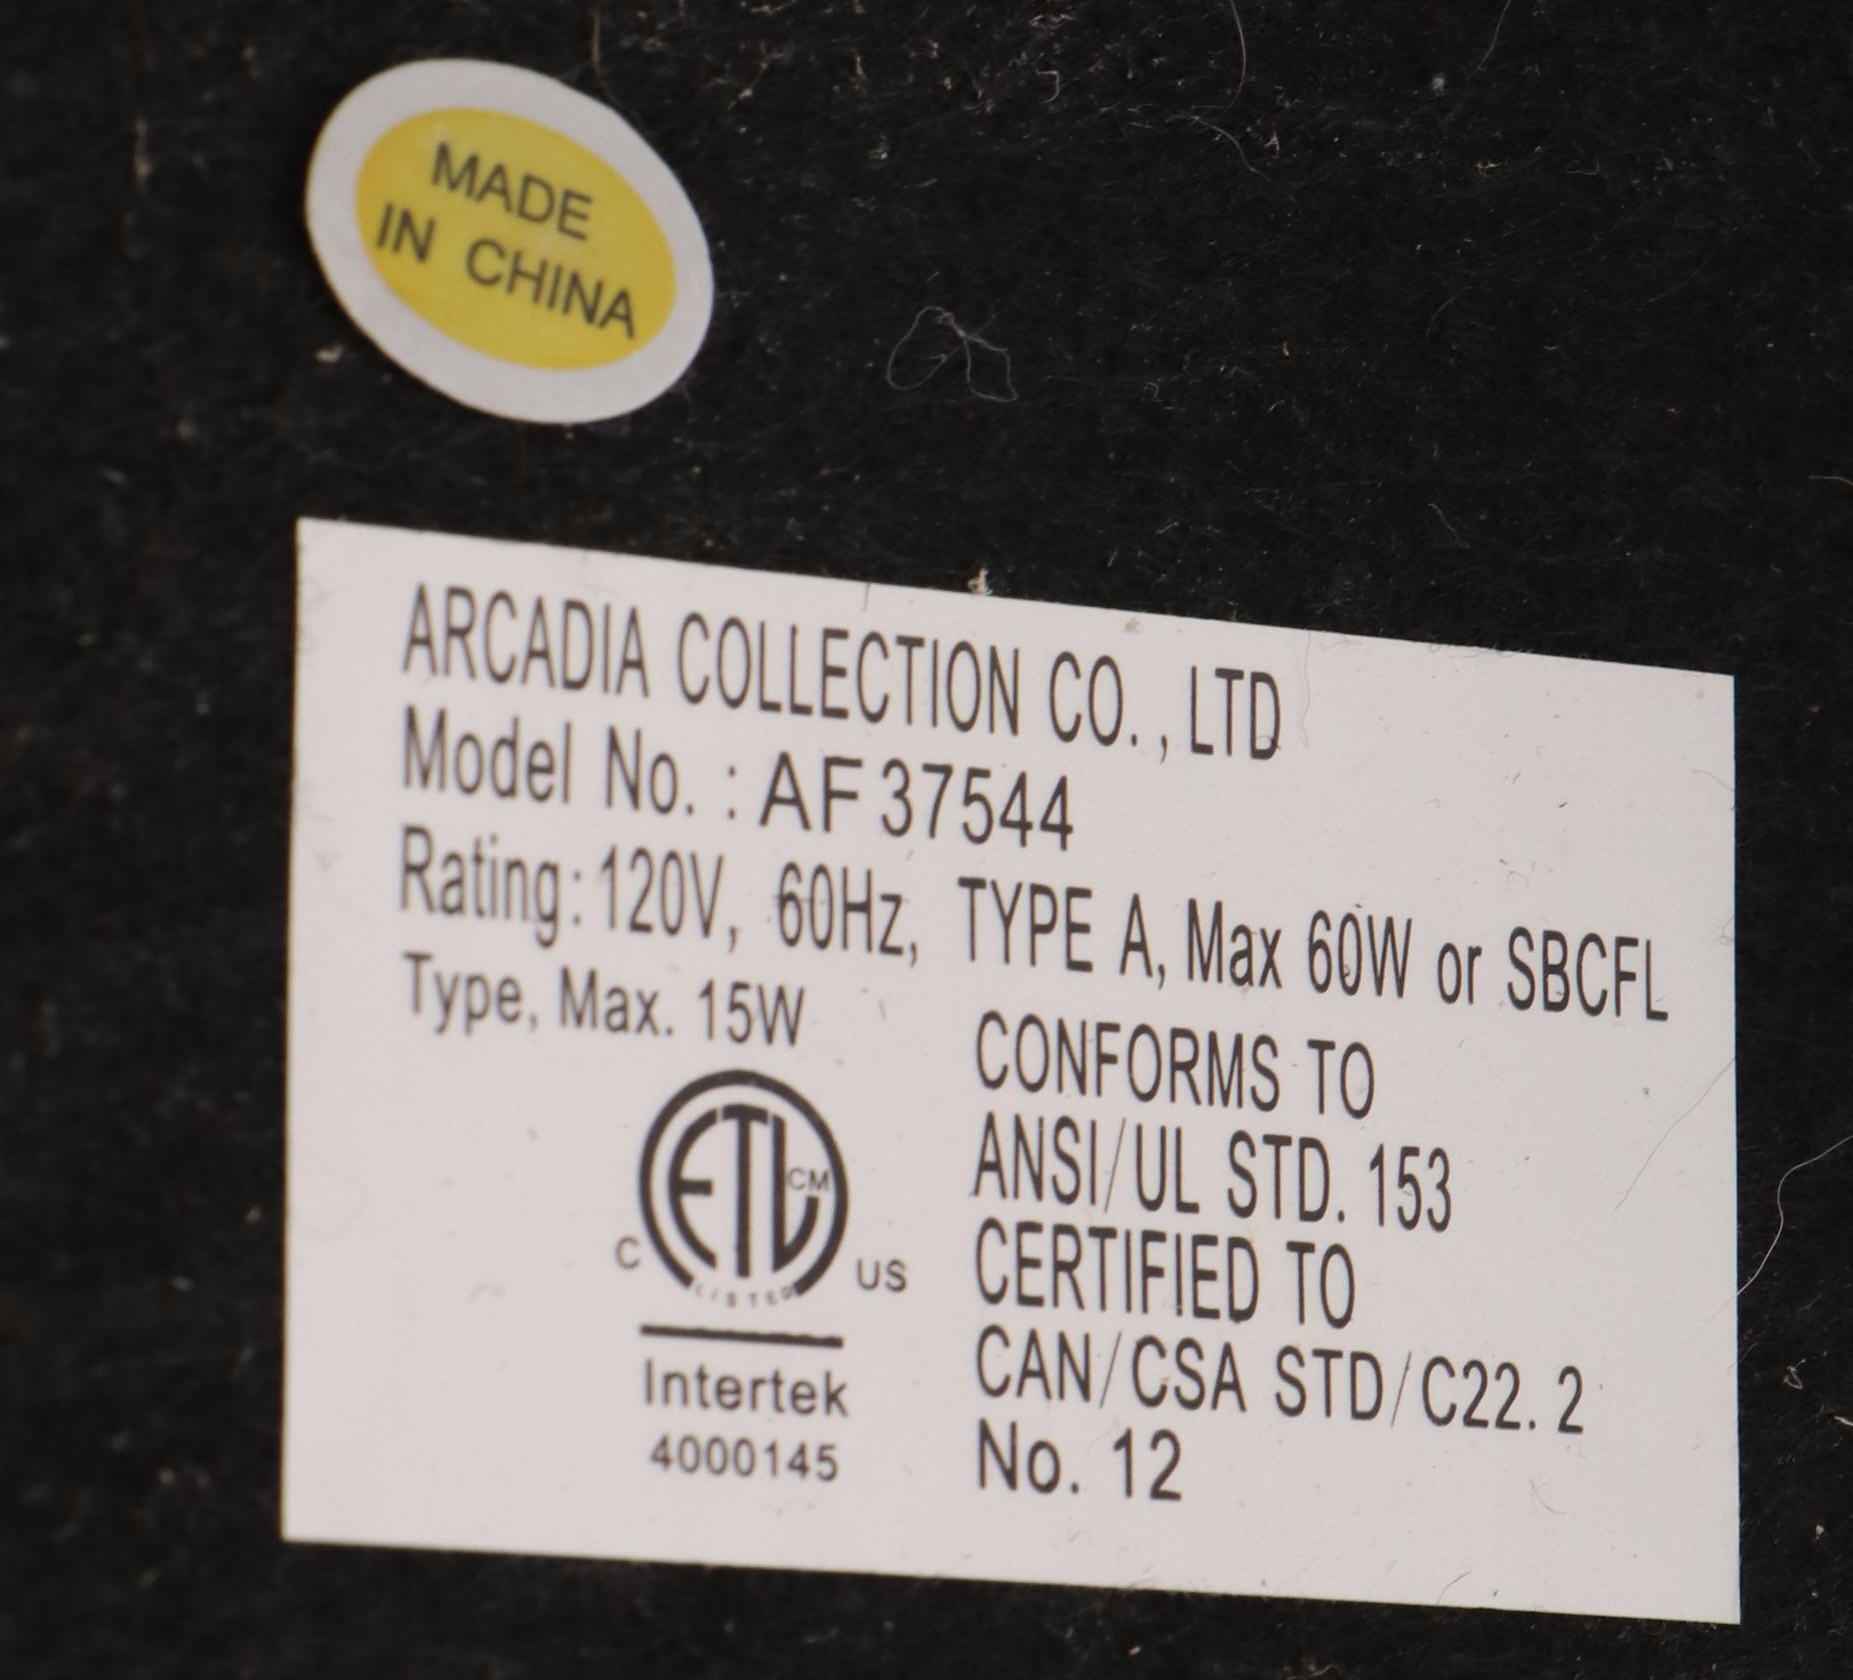 MADE
IN CHINA
ARCADIA COLLECTION CO., LTD
Model No. : AF37544
Rating: 120V, 60Hz, TYPE A, Max 60W or SBCFL
Type, Max. 15W
CONFORMS TO
ANSI/UL STD. 153
CERTIFIED TO
CAN/CSA STD/C22. 2
No. 12
ETL CM
C US
LISTED
Intertek
4000145